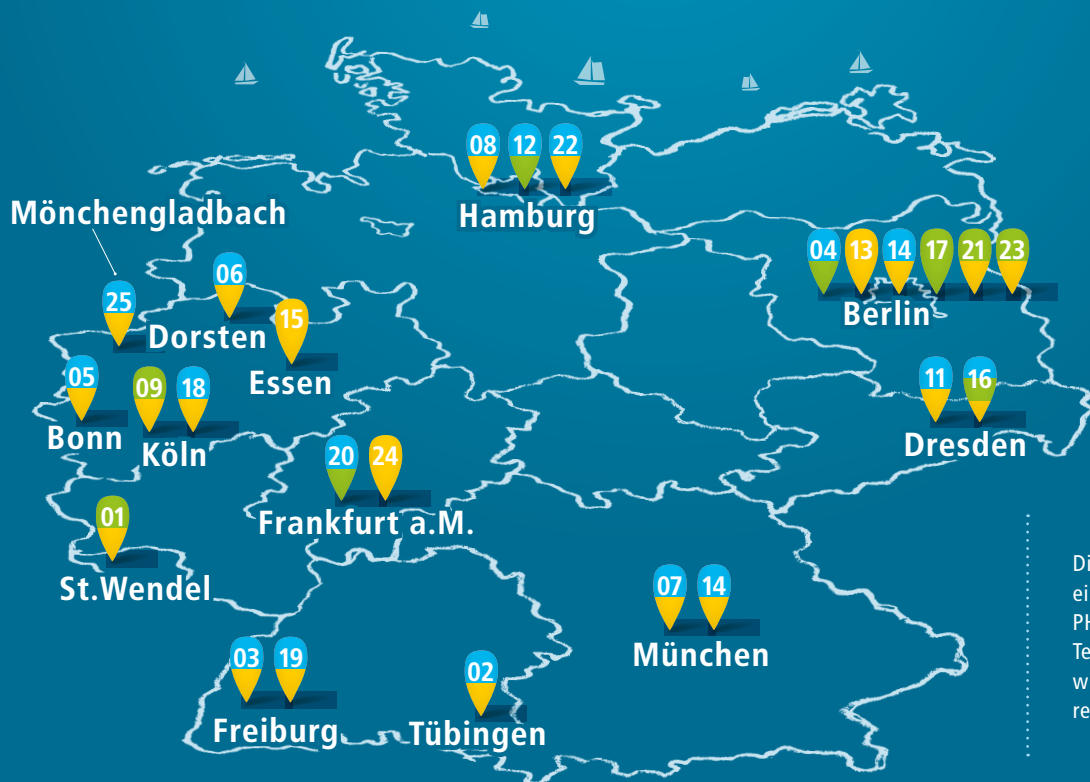 08 12 22
Hamburg
Mönchengladbach
04 13 14 17 21 23
Berlin
06
Dorsten
25
15
Essen
05
Bonn
09 18
Köln
11 16
Dresden
20 24
Frankfurt a.M.
01
St.Wendel
07 14
München
03 19
Freiburg
02
Tübingen